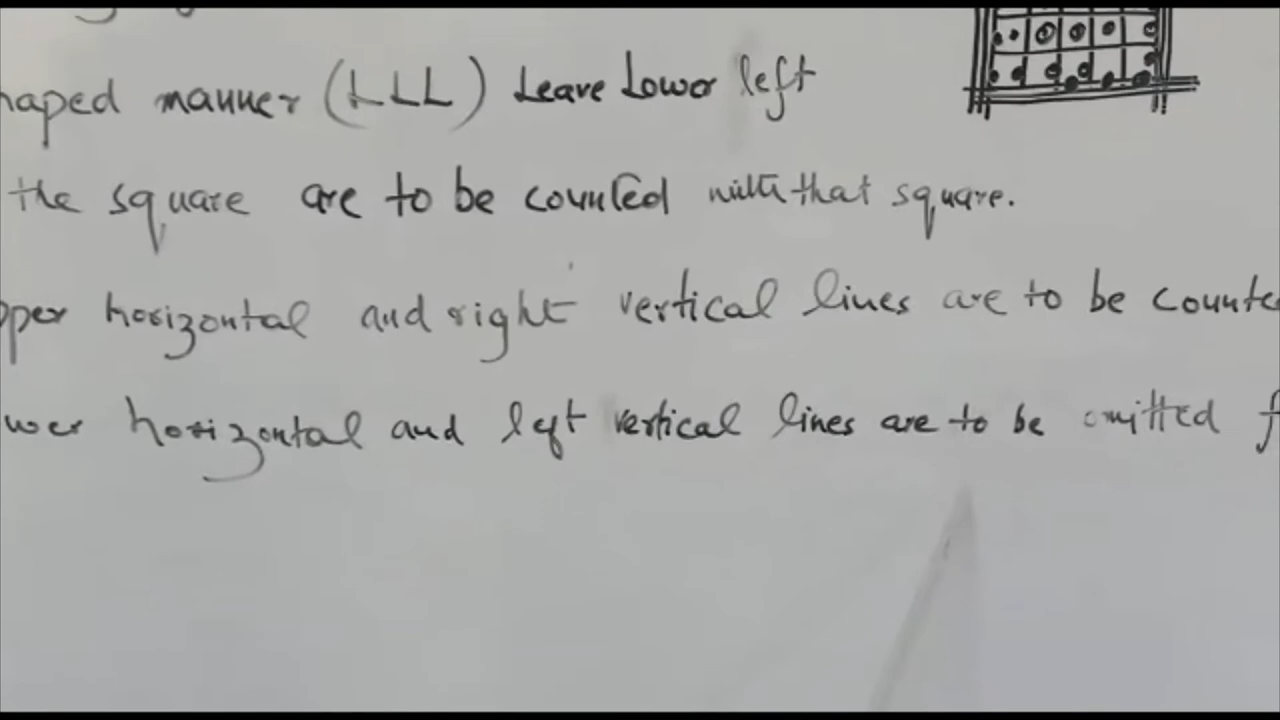 haped manner (LLL) Leave Lower left
the square are to be counted with that square.
pper horizontal and right vertical lines are to be counte
wer horizontal and left vertical lines are to be omitted f